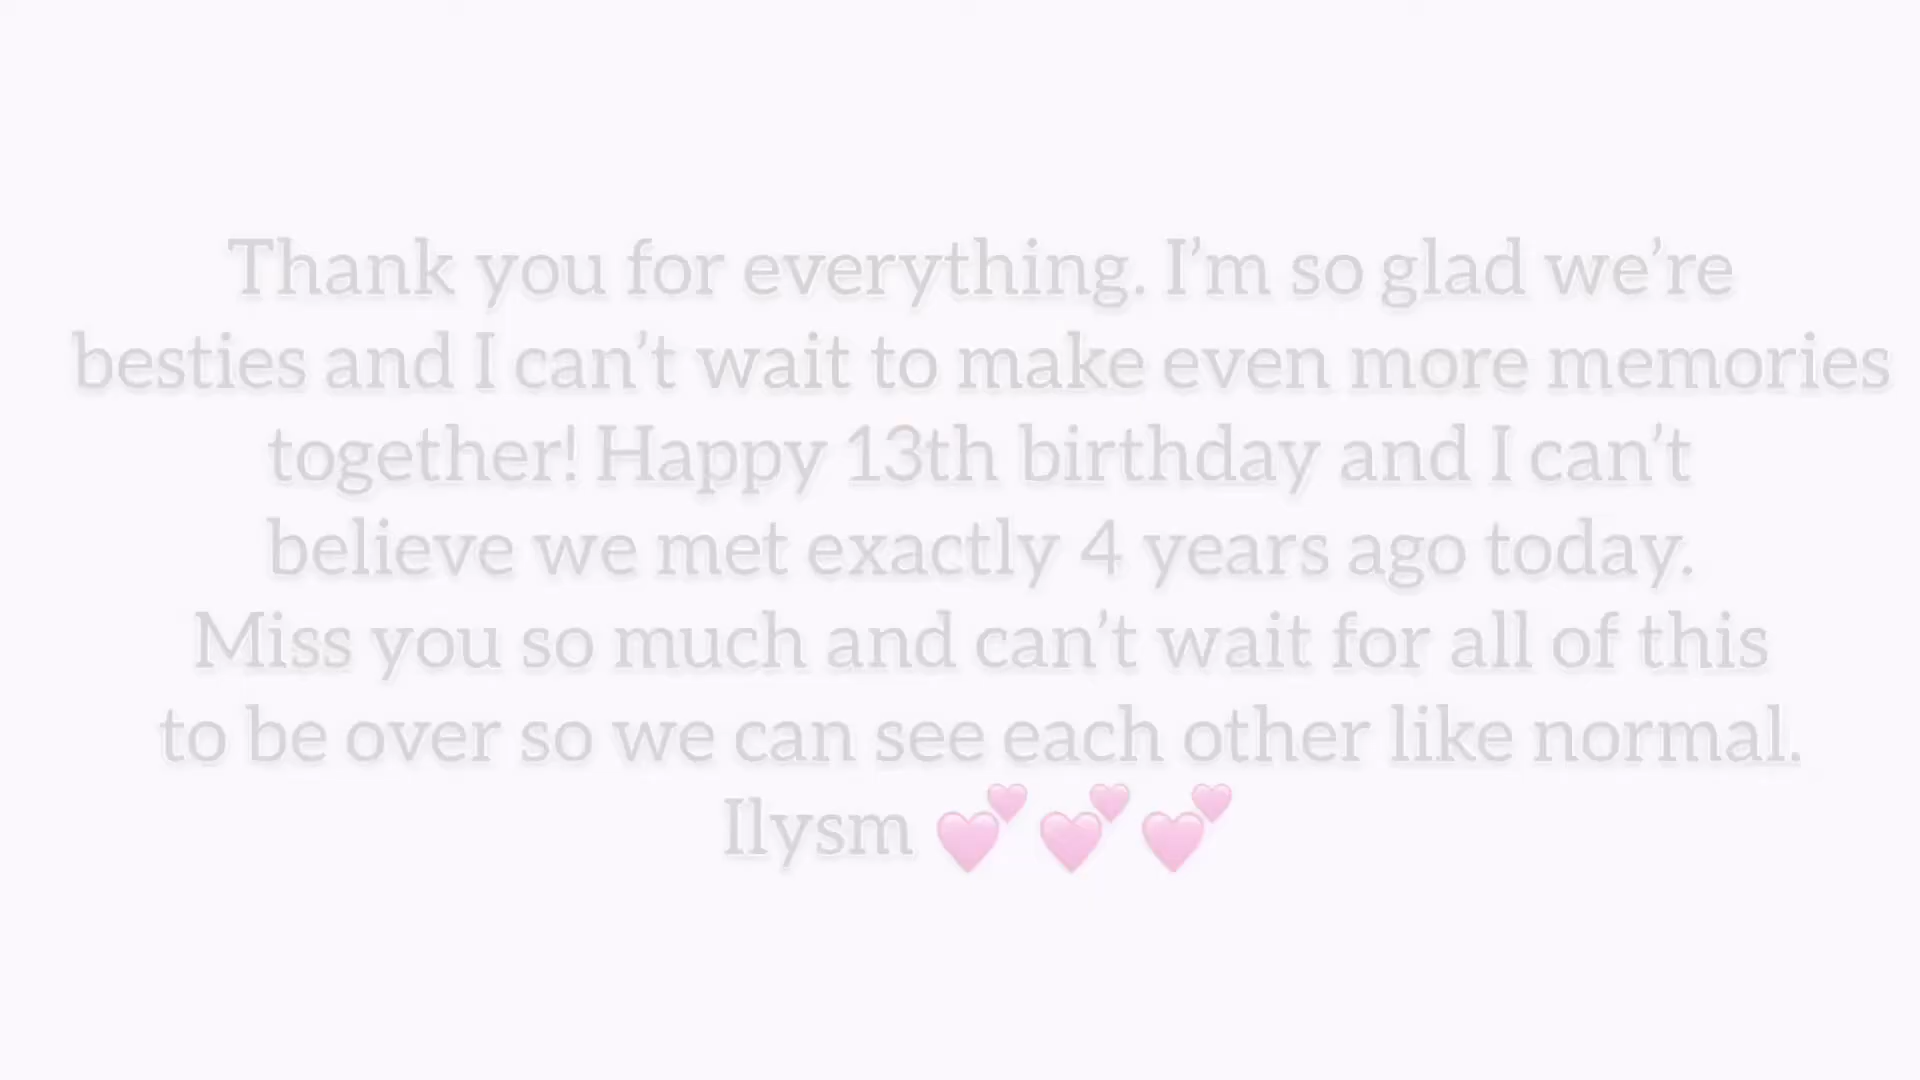 Thank you for everything. I’m so glad we’re
besties and I can’t wait to make even more memories
together! Happy 13th birthday and I can’t
believe we met exactly 4 years ago today.
Miss you so much and can’t wait for all of this
to be over so we can see each other like normal.
Ilysm 💕💕💕